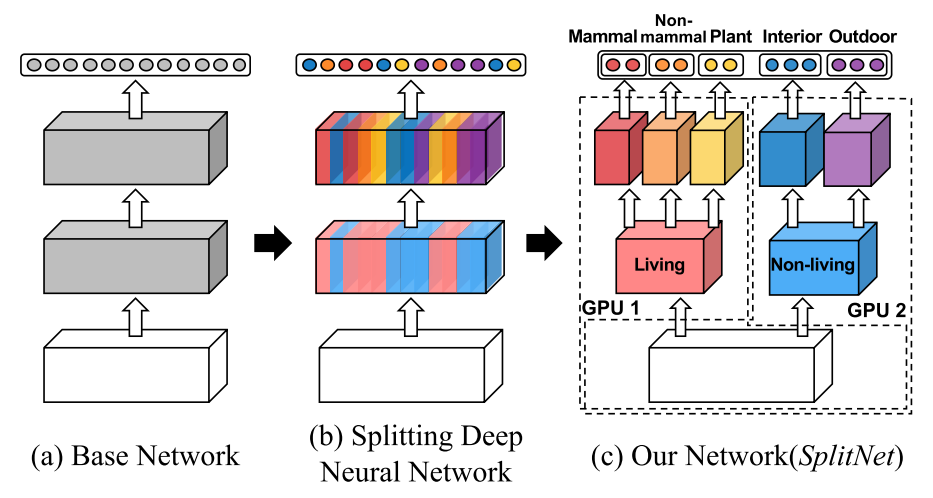 Mammal
Non-
mammal
Plant
Interior
Outdoor
Living
Non-living
GPU 1
GPU 2
(a) Base Network
(b) Splitting Deep
Neural Network
(c) Our Network(SplitNet)